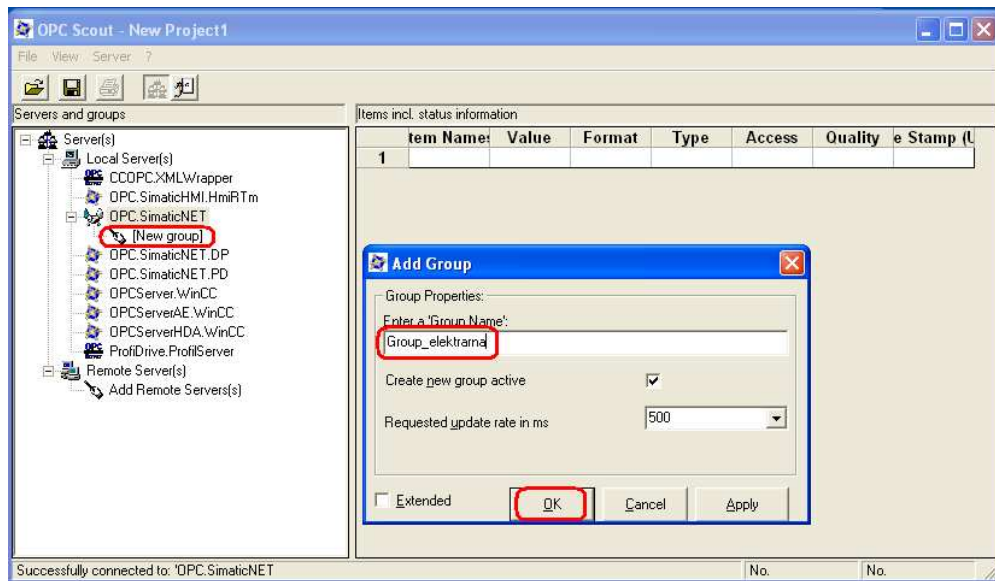 OPC Scout - New Project1
File View Server ?
Servers and groups
Items incl. status information
Server(s)
Local Server(s)
CCOPC.XMLWrapper
OPC.SimaticHMI.HmiRTm
OPC.SimaticNET
[New group]
OPC.SimaticNET.DP
OPC.SimaticNET.PD
OPCServer.WinCC
OPCServerAE.WinCC
OPCServerHDA.WinCC
ProfiDrive.ProfilServer
Remote Server(s)
Add Remote Servers(s)
tem Names Value Format Type Access Quality e Stamp (U
1
Add Group
Group Properties:
Enter a 'Group Name':
Group_elektrarna
Create new group active
Requested update rate in ms
500
Extended
OK Cancel Apply
Successfully connected to: 'OPC.SimaticNET
No. No.